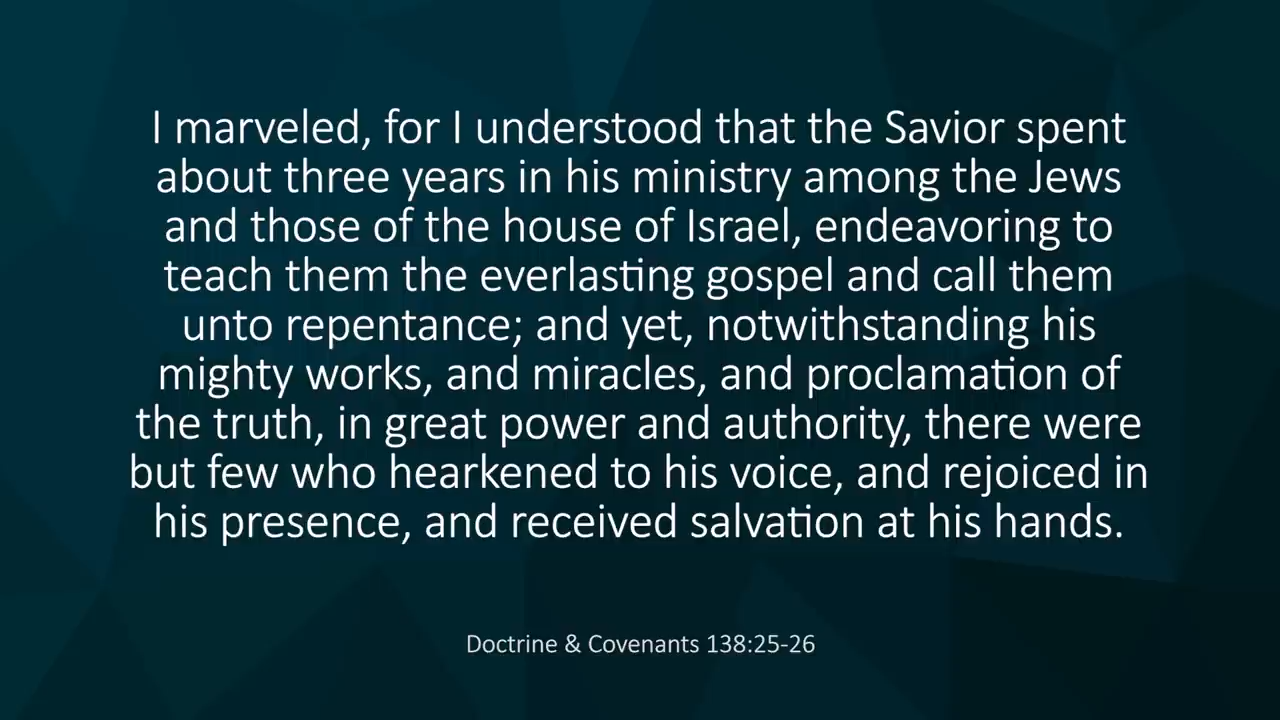 I marveled, for I understood that the Savior spent
about three years in his ministry among the Jews
and those of the house of Israel, endeavoring to
teach them the everlasting gospel and call them
unto repentance; and yet, notwithstanding his
mighty works, and miracles, and proclamation of
the truth, in great power and authority, there were
but few who hearkened to his voice, and rejoiced in
his presence, and received salvation at his hands.
Doctrine & Covenants 138:25-26